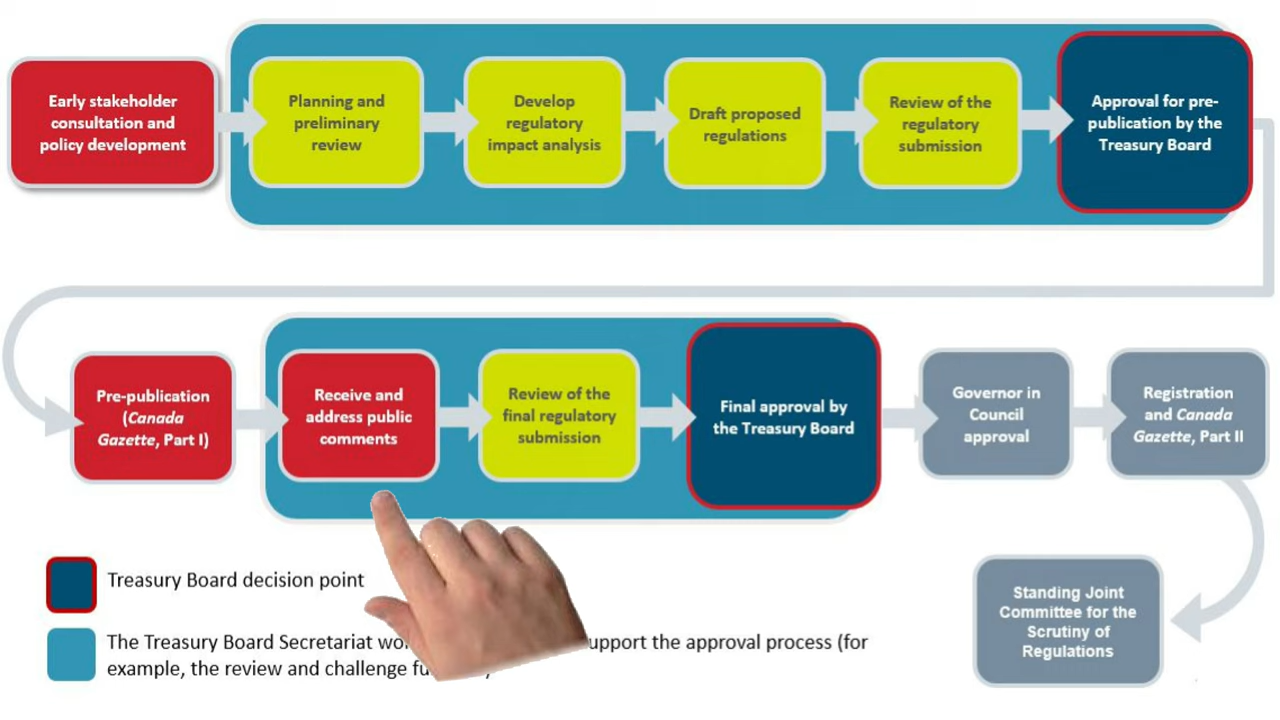 Early stakeholder
consultation and
policy development
Planning and
preliminary
review
Develop
regulatory
impact analysis
Draft proposed
regulations
Review of the
regulatory
submission
Approval for pre-
publication by the
Treasury Board
Pre-publication
(Canada
Gazette, Part I)
Receive and
address public
comments
Review of the
final regulatory
submission
Final approval by
the Treasury Board
Governor in
Council
approval
Registration
and Canada
Gazette, Part II
Standing Joint
Committee for the
Scrutiny of
Regulations
Treasury Board decision point
The Treasury Board Secretariat upport the approval process (for
example, the review and challenge